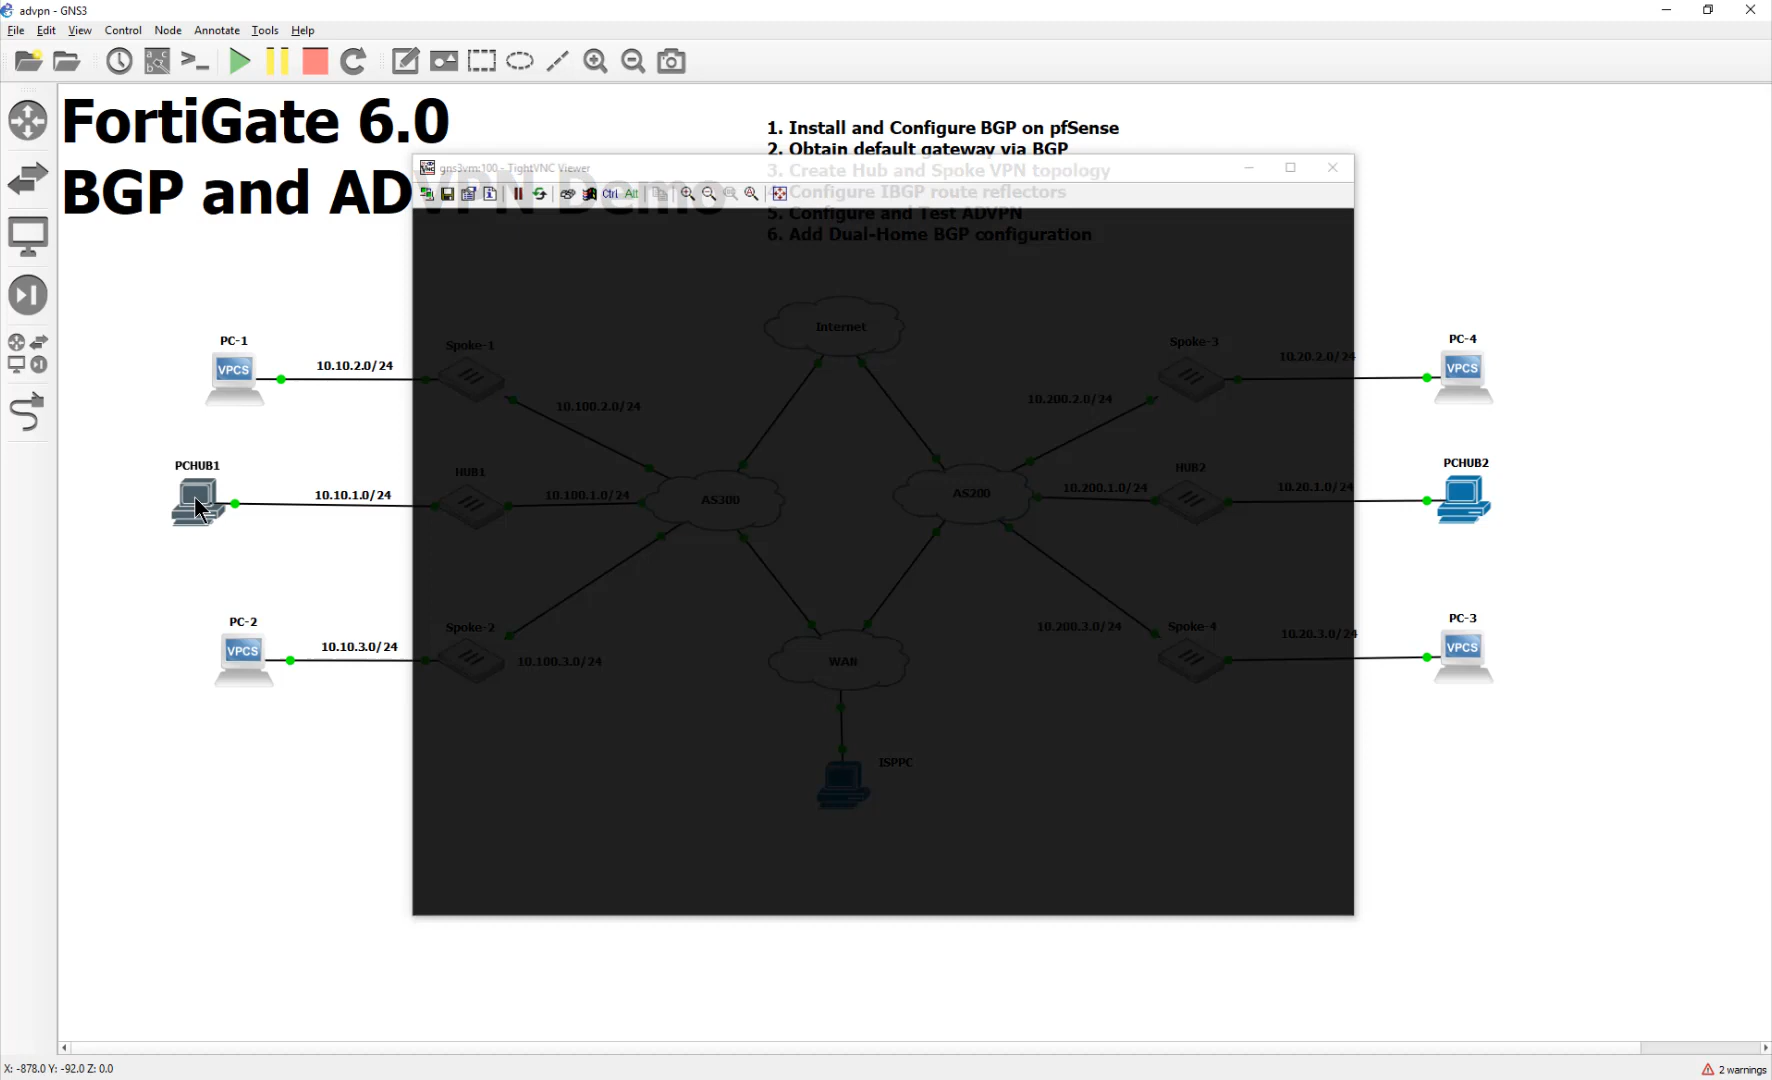 advpn - GNS3
File Edit View Control Node Annotate Tools Help
FortiGate 6.0
BGP and ADVPN Demo
1. Install and Configure BGP on pfSense
2. Obtain default gateway via BGP
3. Create Hub and Spoke VPN topology
4. Configure IBGP route reflectors
5. Configure and Test ADVPN
6. Add Dual-Home BGP configuration
gns3vm:100 - TightVNC Viewer
Ctrl Alt
Internet
PC-1
VPCS
10.10.2.0/24
Spoke-1
10.100.2.0/24
Spoke-3
10.200.2.0/24
10.20.2.0/24
PC-4
VPCS
PCHUB1
10.10.1.0/24
HUB1
10.100.1.0/24
AS300
AS200
10.200.1.0/24
HUB2
10.20.1.0/24
PCHUB2
PC-2
VPCS
10.10.3.0/24
Spoke-2
10.100.3.0/24
WAN
10.200.3.0/24
Spoke-4
10.20.3.0/24
PC-3
VPCS
ISPPC
X: -878.0 Y: -92.0 Z: 0.0
2 warnings